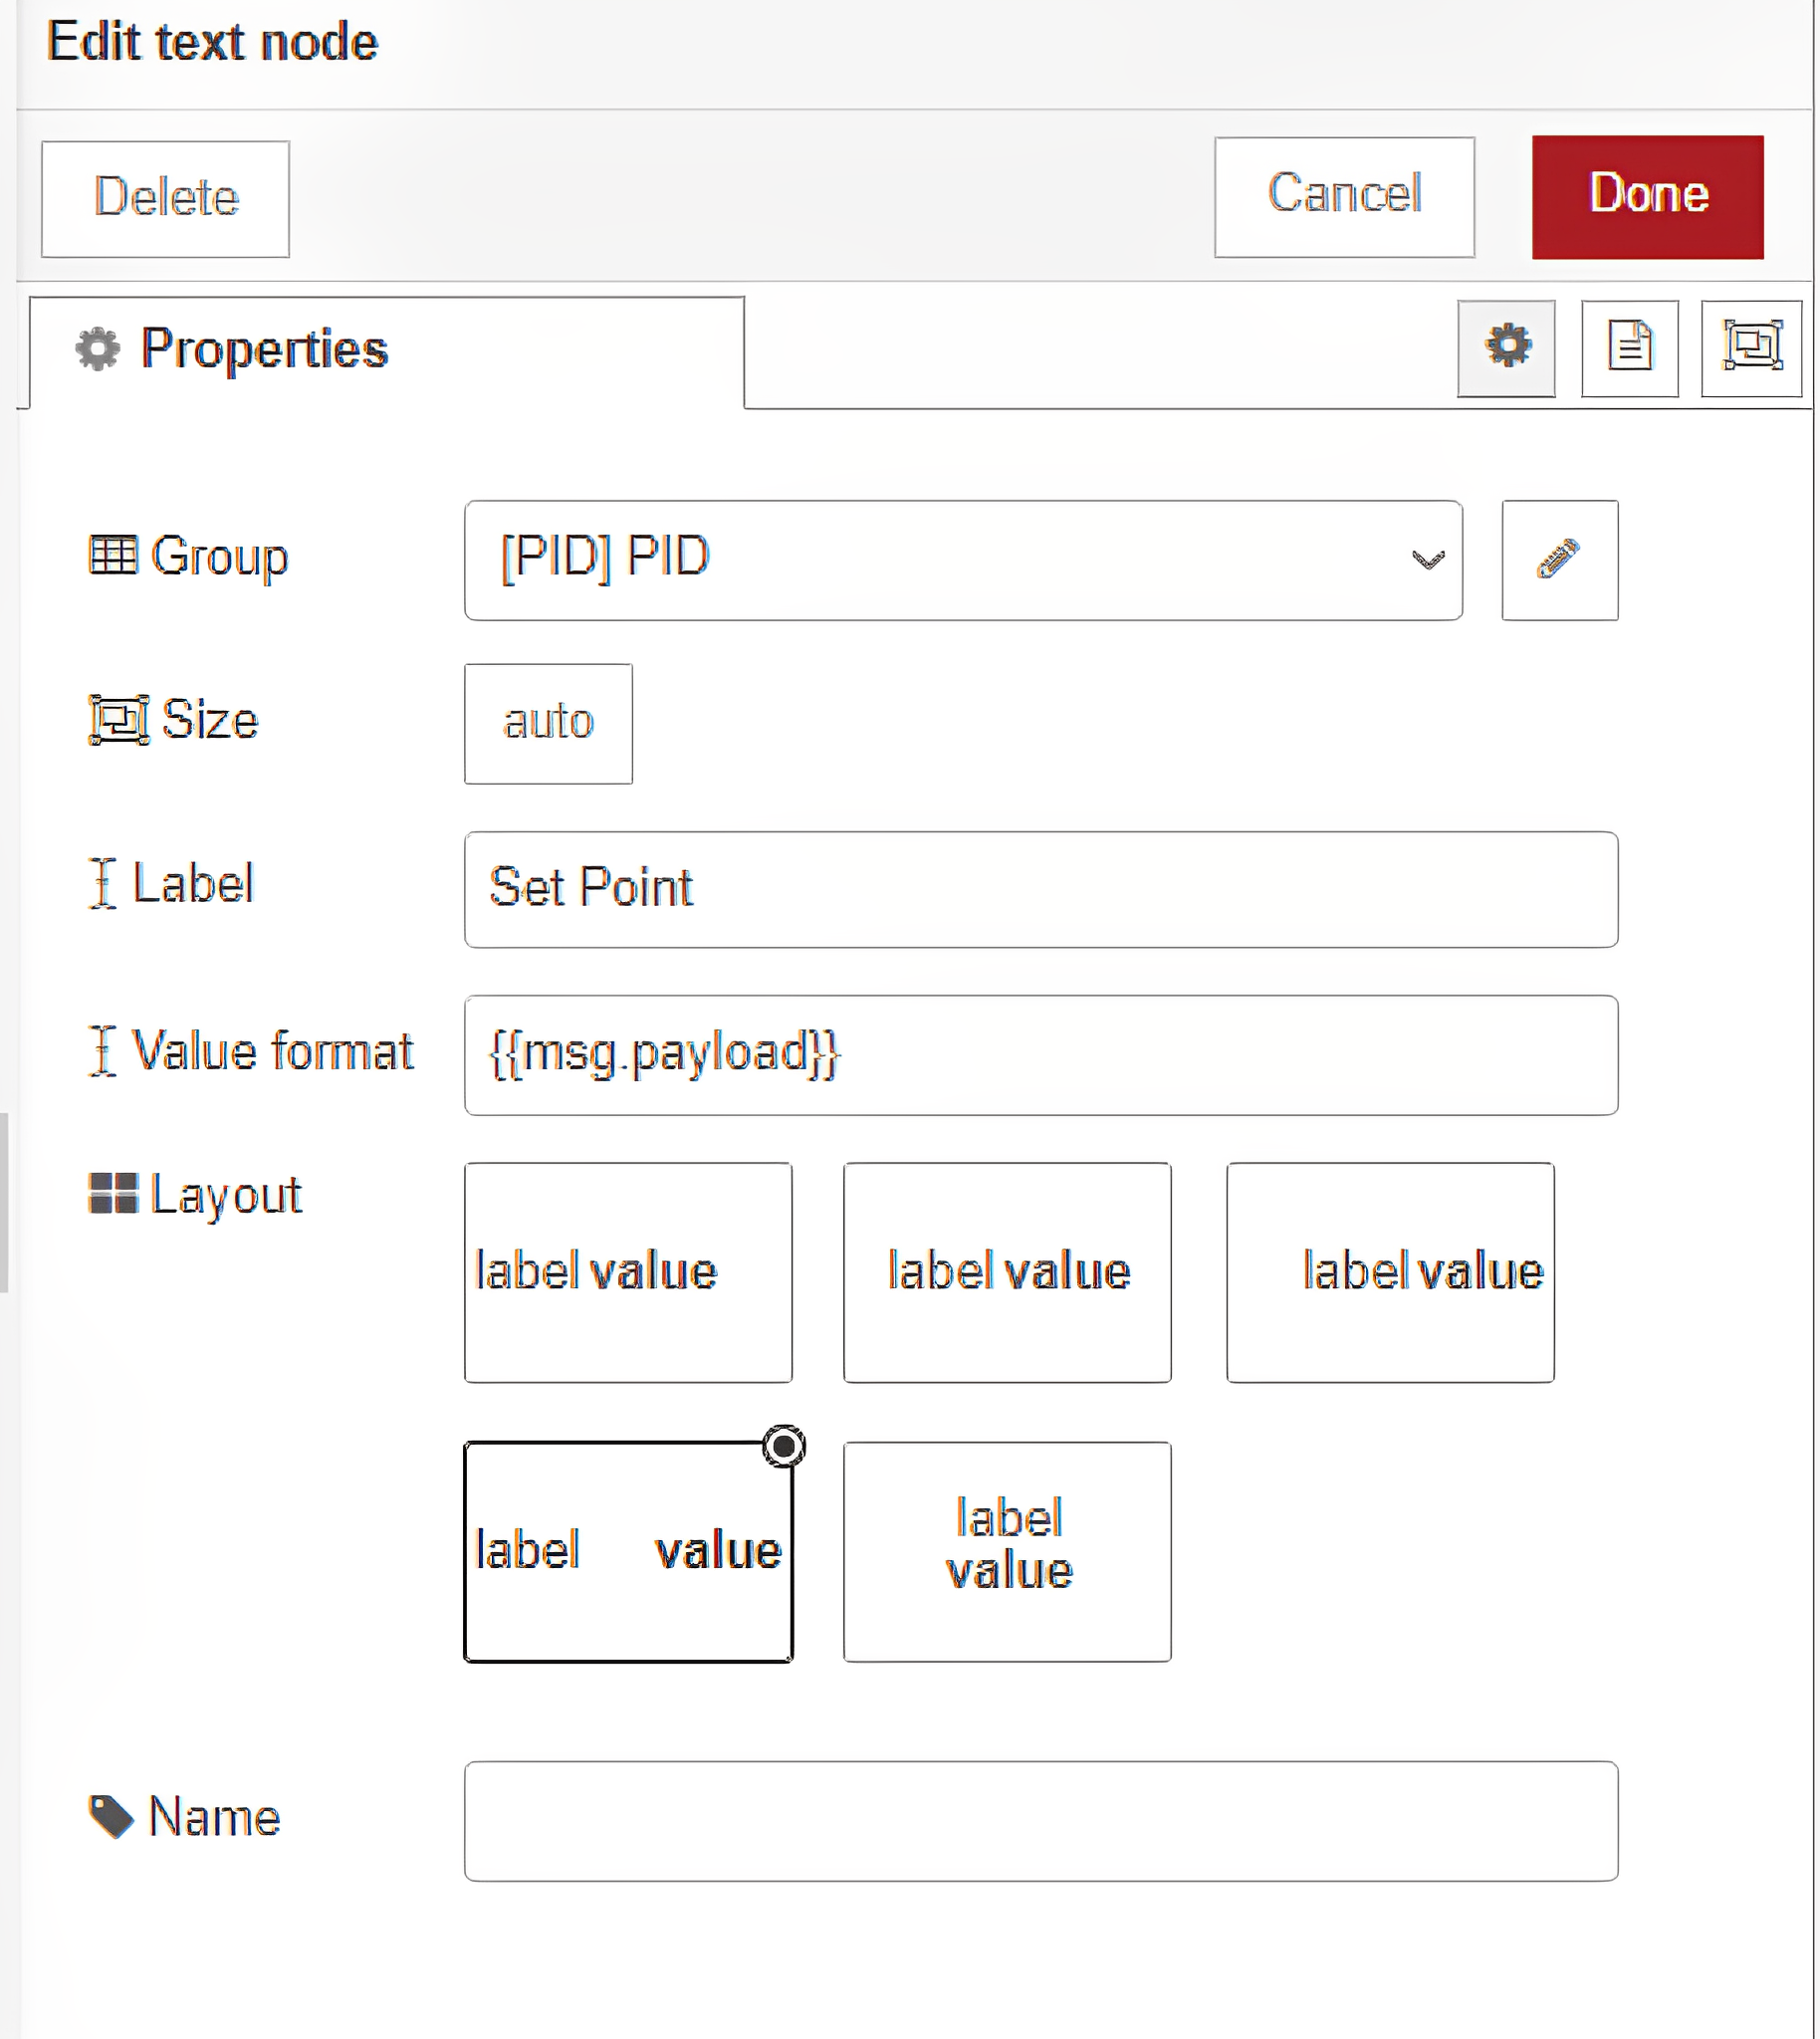 Edit text node
Delete Cancel Done
Properties
Group [PID] PID
Size auto
Label Set Point
Value format {{msg.payload}}
Layout
label value label value label value
label value
label
value
Name